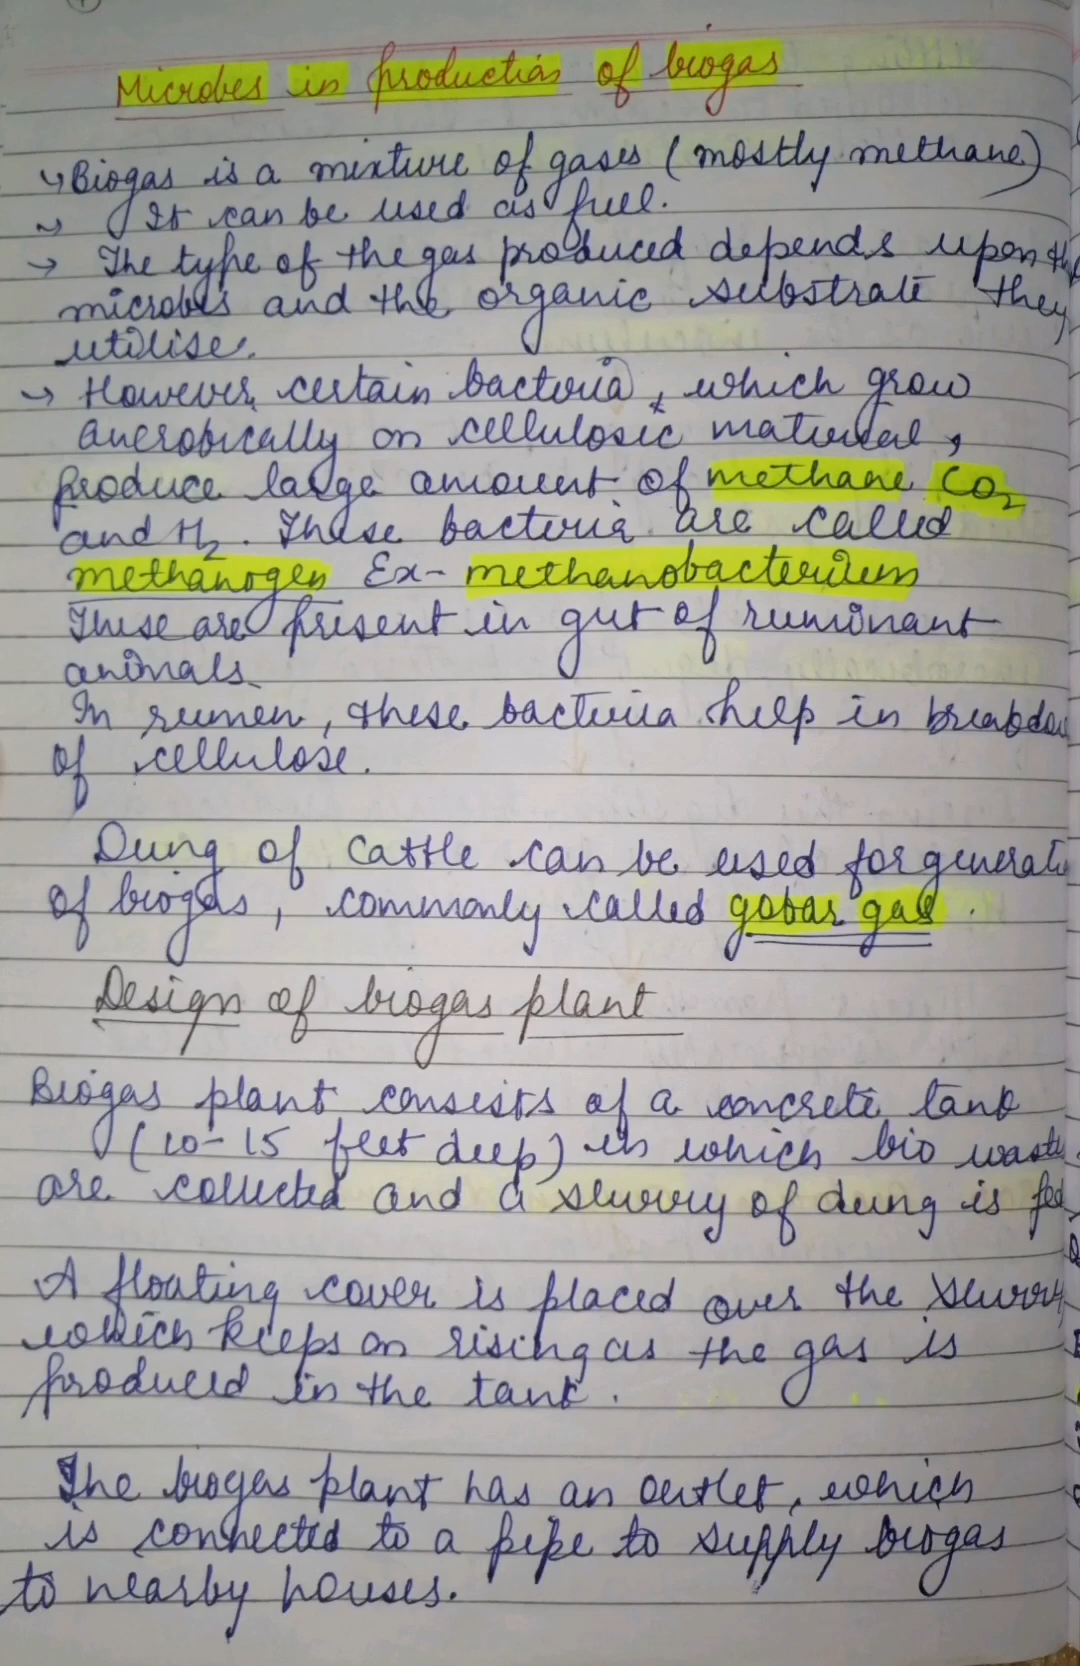 Microbes in production of biogas
↳ Biogas is a mixture of gases (mostly methane)
→ It can be used as fuel.
→ The type of the gas produced depends upon the
microbes and the organic substrate they
utilise.
→ However, certain bacteria, which grow
anerobically on cellulosic material,
produce large amount of methane CO₂
and H₂. These bacteria are called
methanogen Ex- methanobacterium
These are present in gut of ruminant
animals.
In rumen, these bacteria help in breakdow
of cellulose.
Dung of cattle can be used for generati
of biogas, commonly called gobar gas.
Design of biogas plant
Biogas plant consists of a concrete tank
(10-15 feet deep) in which bio waste
are collected and a slurry of dung is fed
A floating cover is placed over the slurry
which keeps on rising as the gas is
produced in the tank.
The biogas plant has an outlet, which
is connected to a pipe to supply biogas
to nearby houses.